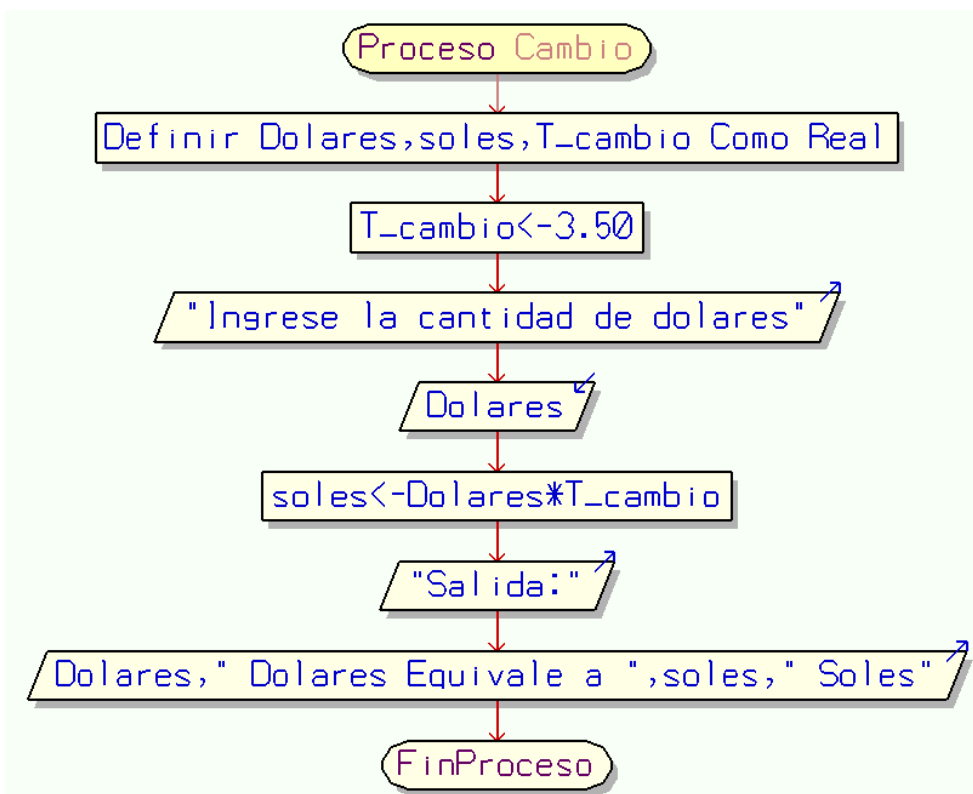 Proceso Cambio
Definir Dolares,soles,T_cambio Como Real
T_cambio<-3.50
"Ingrese la cantidad de dolares"
Dolares
soles<-Dolares*T_cambio
"Salida:"
Dolares," Dolares Equivale a ",soles," Soles"
FinProceso